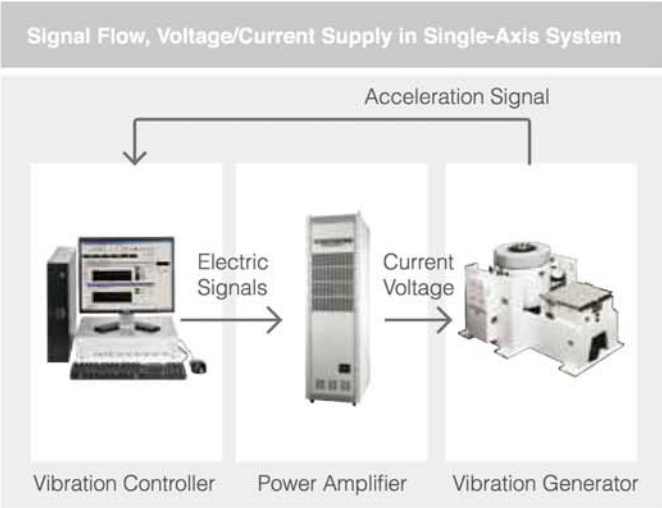 Signal Flow, Voltage/Current Supply in Single-Axis System
Acceleration Signal
Electric
Signals
Current
Voltage
Vibration Controller
Power Amplifier
Vibration Generator